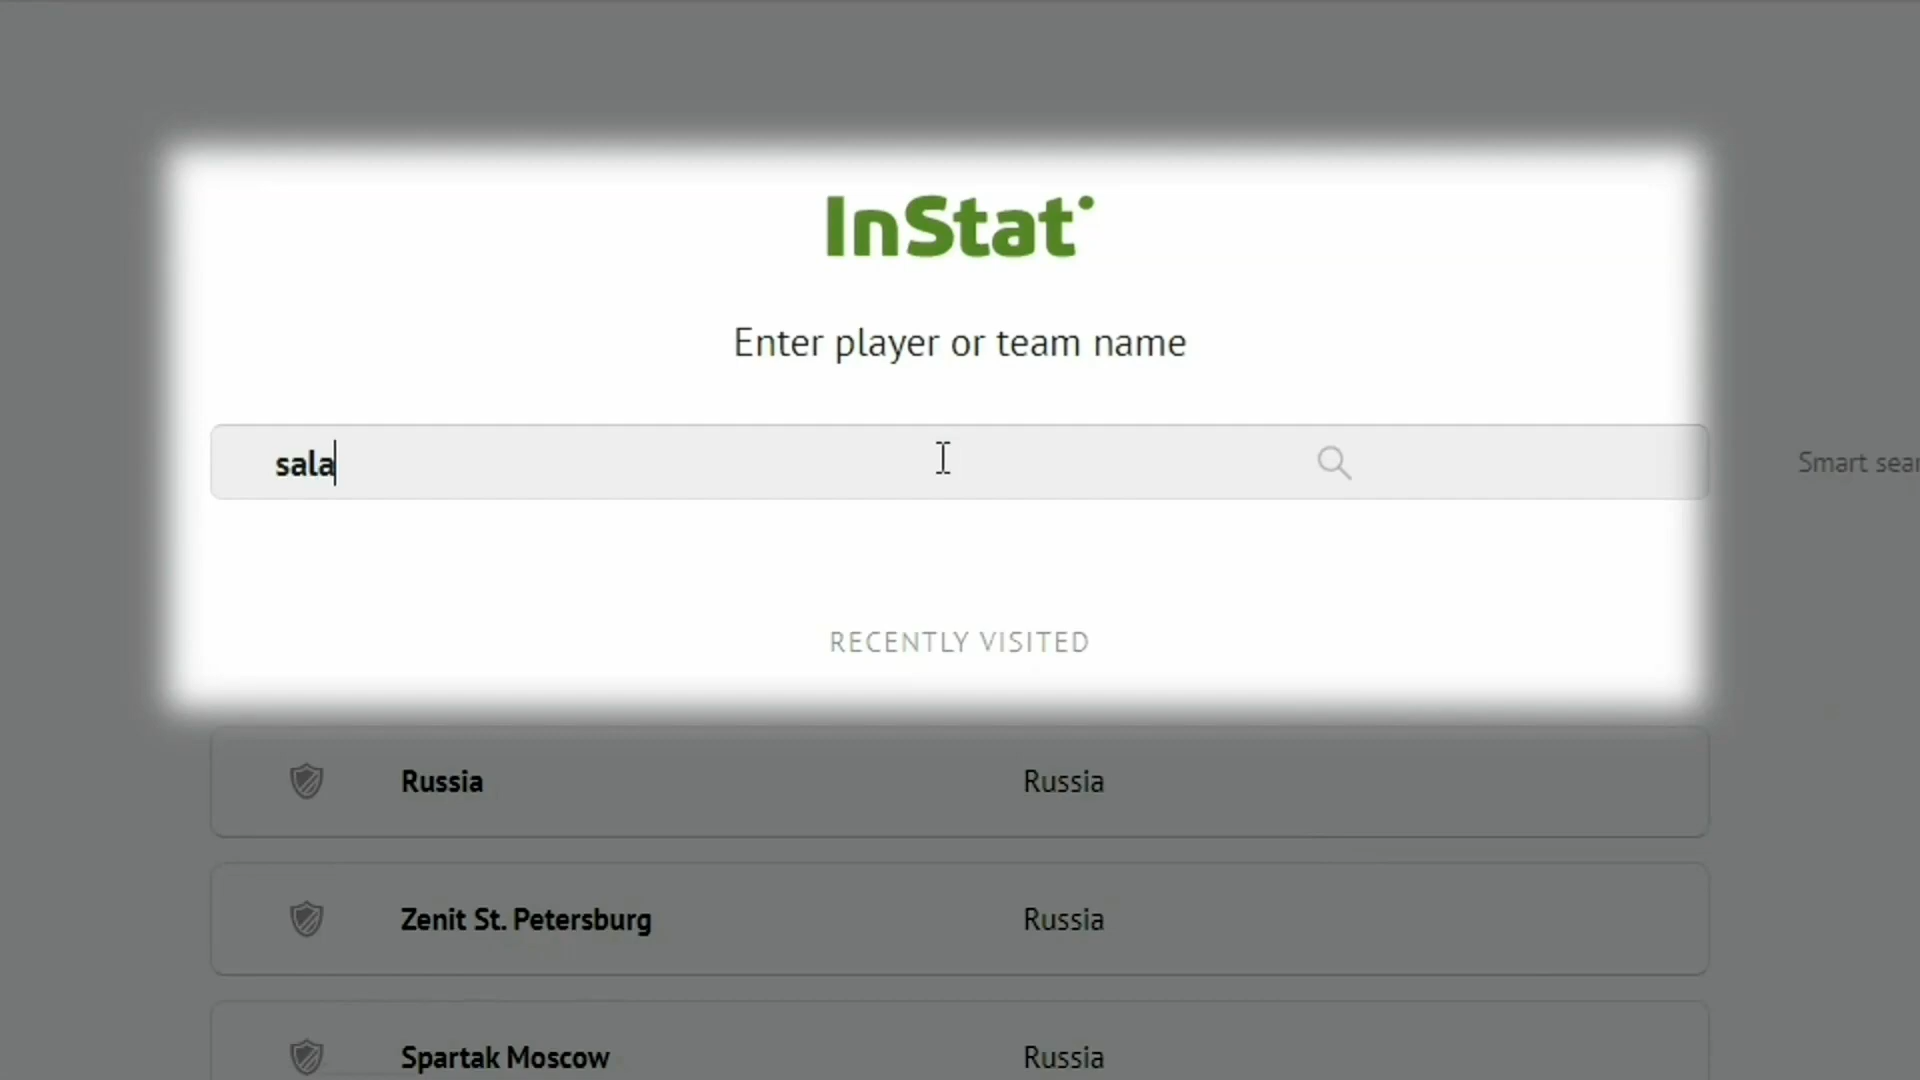 InStat
Enter player or team name
sala
Smart sear
RECENTLY VISITED
Russia Russia
Zenit St. Petersburg Russia
Spartak Moscow Russia